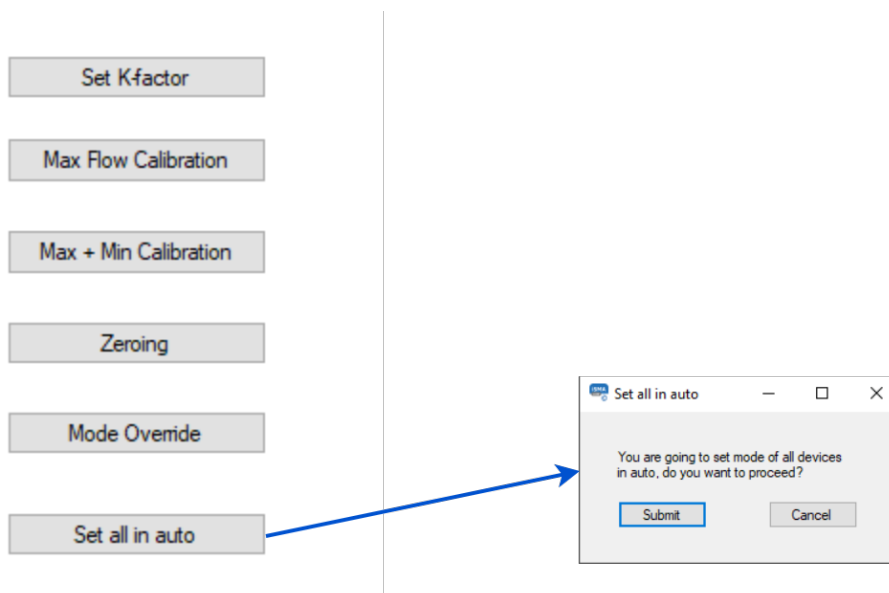 Set K-factor
Max Flow Calibration
Max + Min Calibration
Zeroing
Mode Override
Set all in auto
ISMA
Set all in auto
You are going to set mode of all devices
in auto, do you want to proceed?
Submit
Cancel